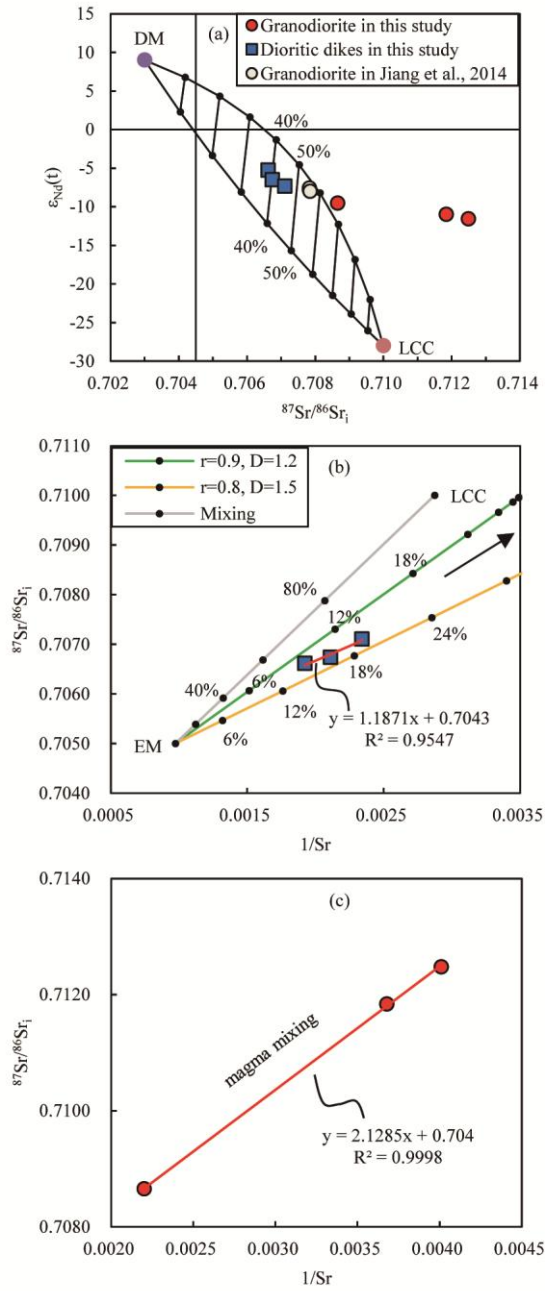 (a)
Granodiorite in this study
Dioritic dikes in this study
Granodiorite in Jiang et al., 2014
DM
40%
50%
40%
50%
LCC
15
10
5
0
-5
-10
-15
-20
-25
-30
εNd(t)
0.702 0.704 0.706 0.708 0.710 0.712 0.714
⁸⁷Sr/⁸⁶Srᵢ
(b)
r=0.9, D=1.2
r=0.8, D=1.5
Mixing
LCC
80%
18%
12%
24%
40%
6%
18%
12%
6%
EM
y = 1.1871x + 0.7043
R² = 0.9547
0.7110
0.7100
0.7090
0.7080
0.7070
0.7060
0.7050
0.7040
⁸⁷Sr/⁸⁶Srᵢ
0.0005 0.0015 0.0025 0.0035
1/Sr
(c)
magma mixing
y = 2.1285x + 0.704
R² = 0.9998
0.7140
0.7120
0.7100
0.7080
⁸⁷Sr/⁸⁶Srᵢ
0.0020 0.0025 0.0030 0.0035 0.0040 0.0045
1/Sr